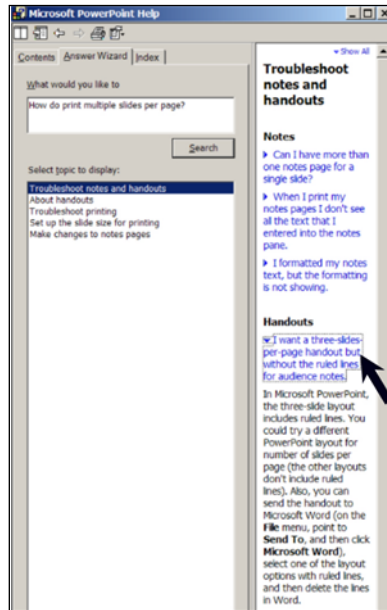 Microsoft PowerPoint Help
Contents
Answer Wizard
Index
What would you like to
How do print multiple slides per page?
Search
Select topic to display:
Troubleshoot notes and handouts
About handouts
Troubleshoot printing
Set up the slide size for printing
Make changes to notes pages
Show All
Troubleshoot
notes and
handouts
Notes
Can I have more than
one notes page for a
single slide?
When I print my
notes pages I don't see
all the text that I
entered into the notes
pane.
I formatted my notes
text, but the formatting
is not showing.
Handouts
I want a three-slides-
per-page handout but
without the ruled lines
for audience notes.
In Microsoft PowerPoint,
the three-slide layout
includes ruled lines. You
could try a different
PowerPoint layout for
number of slides per
page (the other layouts
don't include ruled
lines). Also, you can
send the handout to
Microsoft Word (on the
File menu, point to
Send To, and then click
Microsoft Word),
select one of the layout
options with ruled lines,
and then delete the lines
in Word.